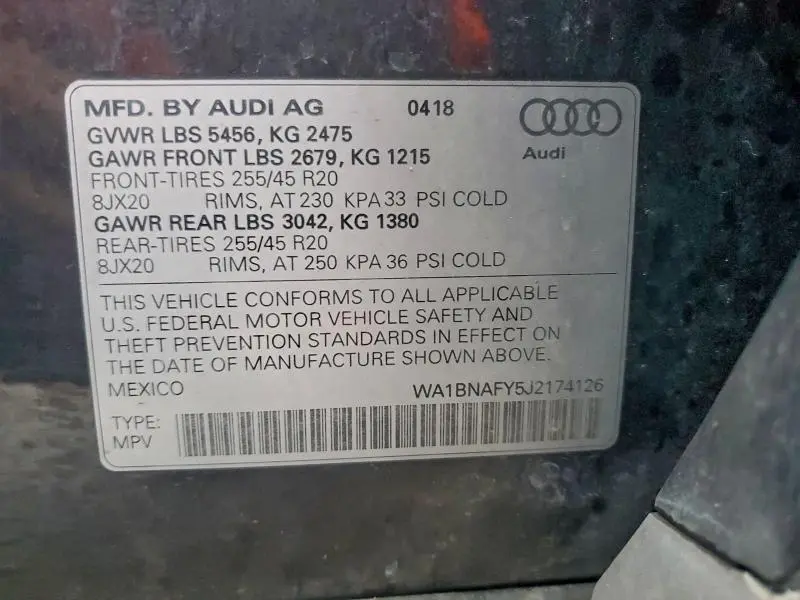 MFD. BY AUDI AG 0418
GVWR LBS 5456, KG 2475
Audi
GAWR FRONT LBS 2679, KG 1215
FRONT-TIRES 255/45 R20
8JX20 RIMS, AT 230 KPA 33 PSI COLD
GAWR REAR LBS 3042, KG 1380
REAR-TIRES 255/45 R20
8JX20 RIMS, AT 250 KPA 36 PSI COLD
THIS VEHICLE CONFORMS TO ALL APPLICABLE
U.S. FEDERAL MOTOR VEHICLE SAFETY AND
THEFT PREVENTION STANDARDS IN EFFECT ON
THE DATE OF MANUFACTURE SHOWN ABOVE.
MEXICO WA1BNAFY5J2174126
TYPE:
MPV